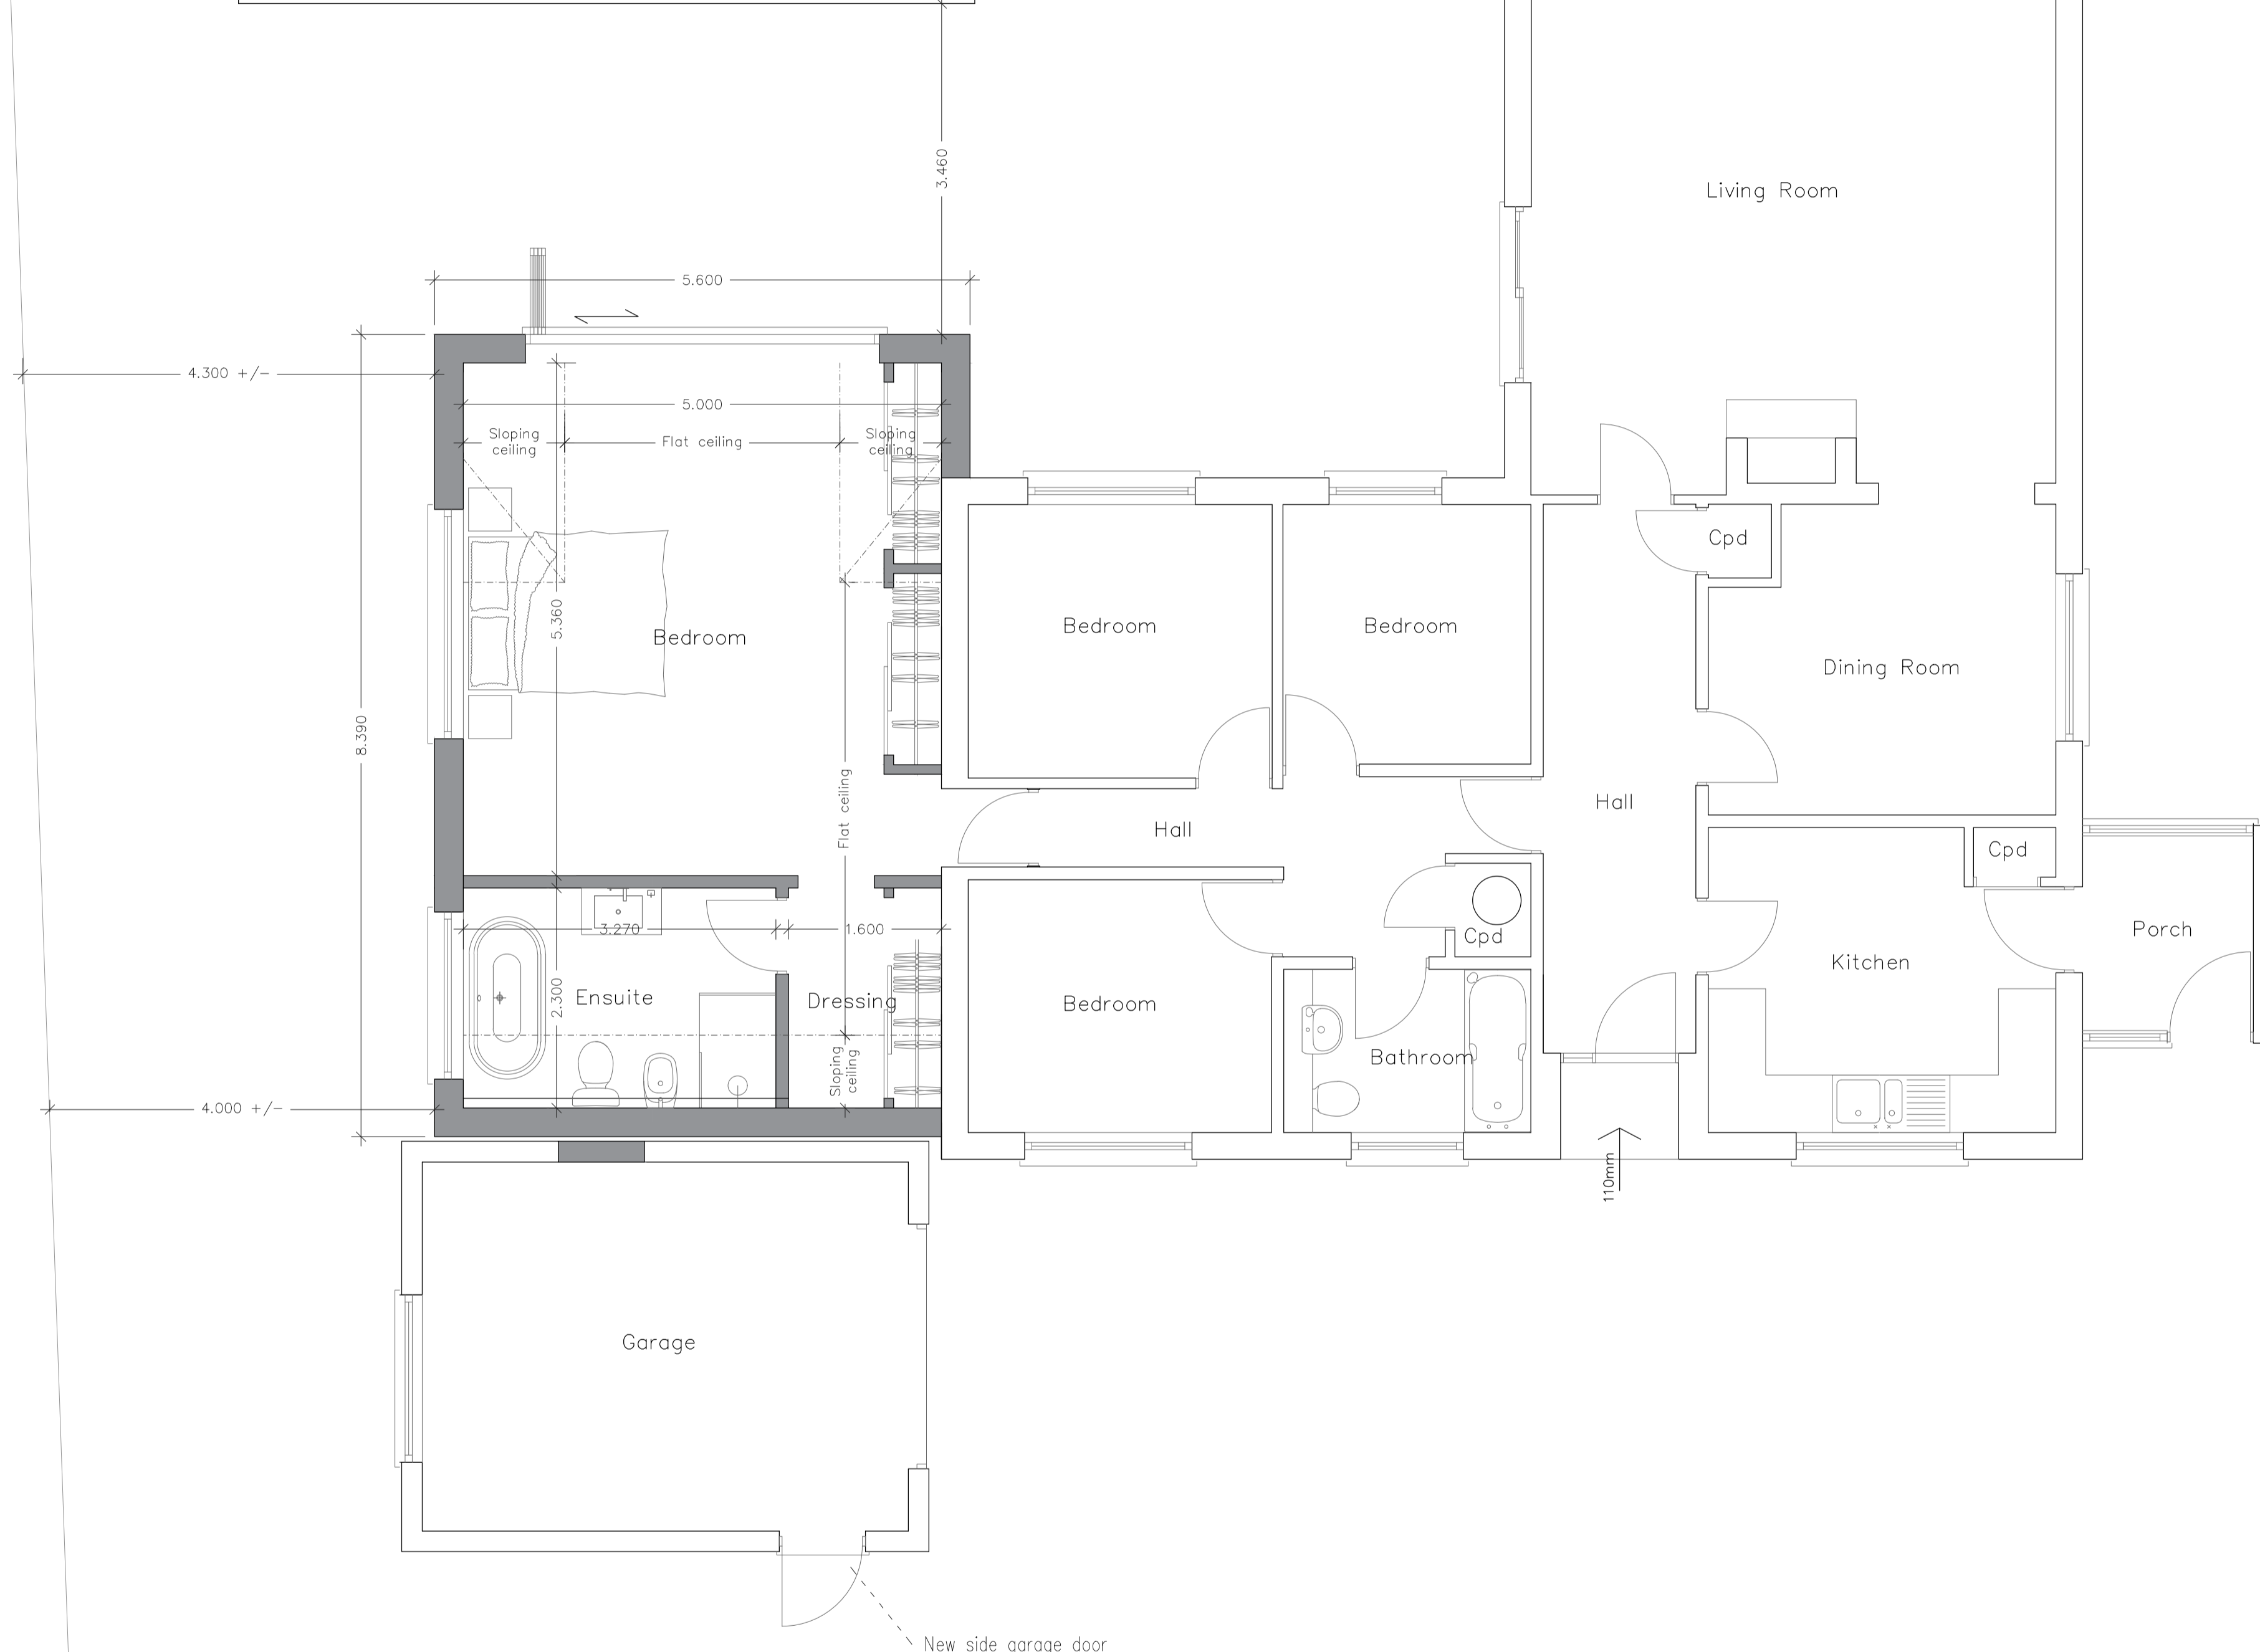 3.460
Living Room
5.600
4.300 +/-
5.000
Sloping
ceiling
Flat ceiling
Sloping
ceiling
Cpd
5.360
Bedroom
Bedroom
Bedroom
Dining Room
8.390
Flat ceiling
Hall
Hall
Cpd
3.270
1.600
Cpd
Porch
Kitchen
2.300
Ensuite
Dressing
Bedroom
Bathroom
Sloping
ceiling
4.000 +/-
110mm
Garage
New side garage door